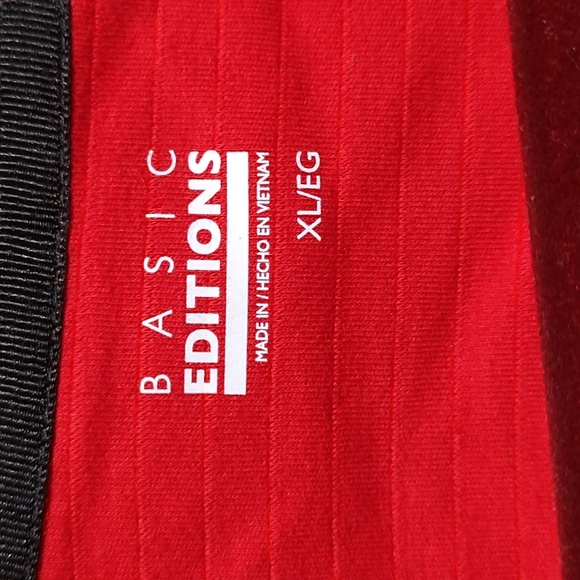 BASIC
EDITIONS
MADE IN / HECHO EN VIETNAM
XL/EG